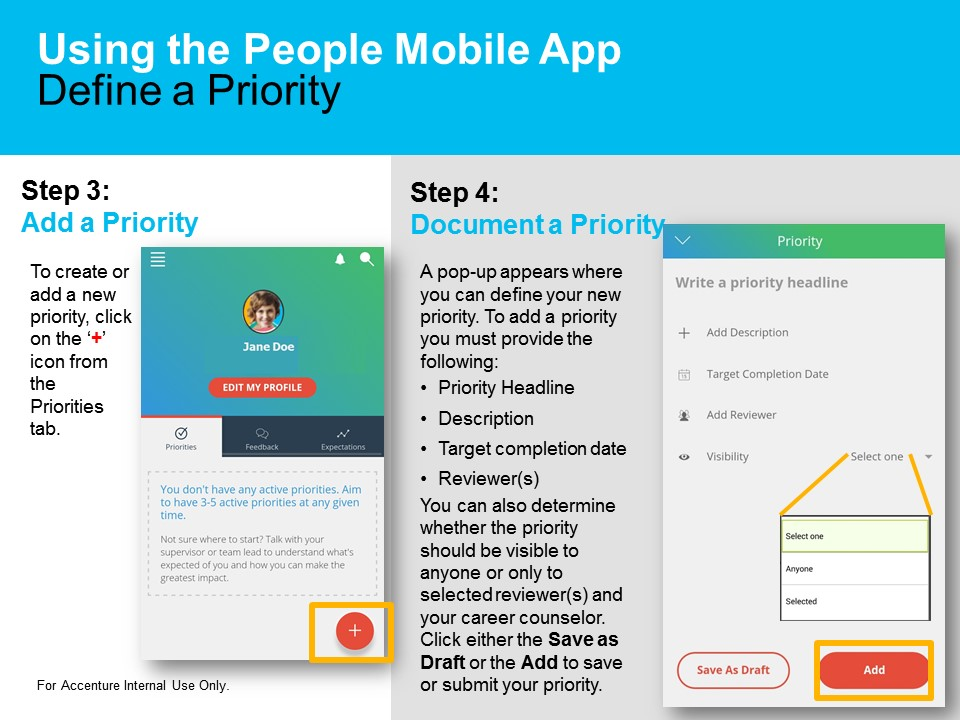 Using the People Mobile App
Define a Priority
Step 3:
Add a Priority
To create or
add a new
priority, click
on the ‘+’
icon from
the
Priorities
tab.
Jane Doe
EDIT MY PROFILE
Priorities
Feedback
Expectations
You don't have any active priorities. Aim
to have 3-5 active priorities at any given
time.
Not sure where to start? Talk with your
supervisor or team lead to understand what's
expected of you and how you can make the
greatest impact.
+
For Accenture Internal Use Only.
Step 4:
Document a Priority
A pop-up appears where
you can define your new
priority. To add a priority
you must provide the
following:
• Priority Headline
• Description
• Target completion date
• Reviewer(s)
You can also determine
whether the priority
should be visible to
anyone or only to
selected reviewer(s) and
your career counselor.
Click either the Save as
Draft or the Add to save
or submit your priority.
Priority
Write a priority headline
Add Description
Target Completion Date
Add Reviewer
Visibility
Select one
Select one
Anyone
Selected
Save As Draft
Add